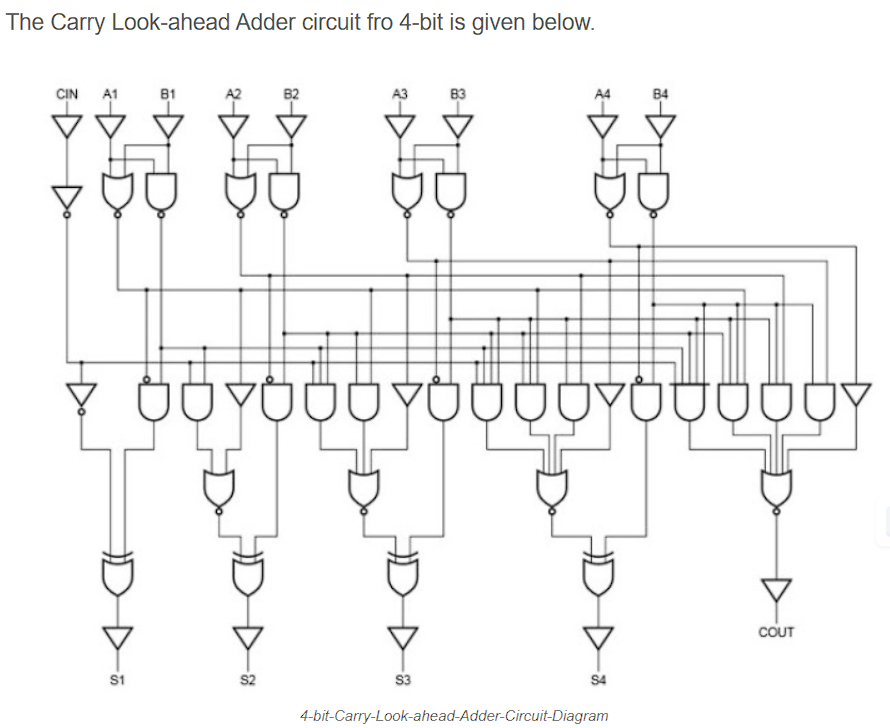 The Carry Look-ahead Adder circuit fro 4-bit is given below.
CIN A1 B1 A2 B2 A3 B3 A4 B4
COUT
S1 S2 S3 S4
4-bit-Carry-Look-ahead-Adder-Circuit-Diagram